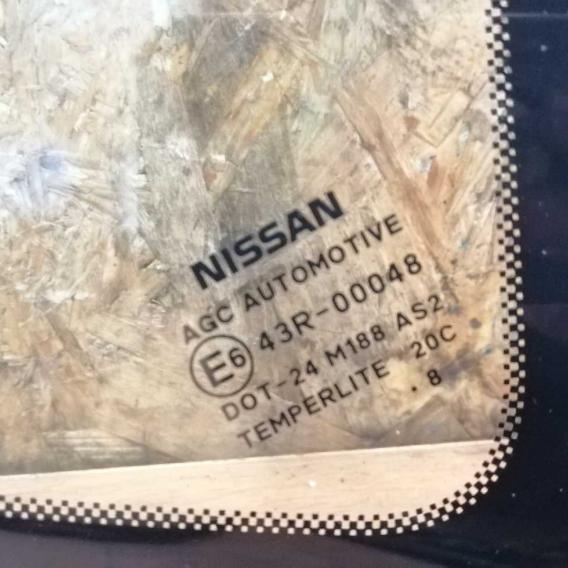 NISSAN
AGC AUTOMOTIVE
E6 43R-00048
DOT-24 M188 AS2
TEMPERLITE 20C
.8